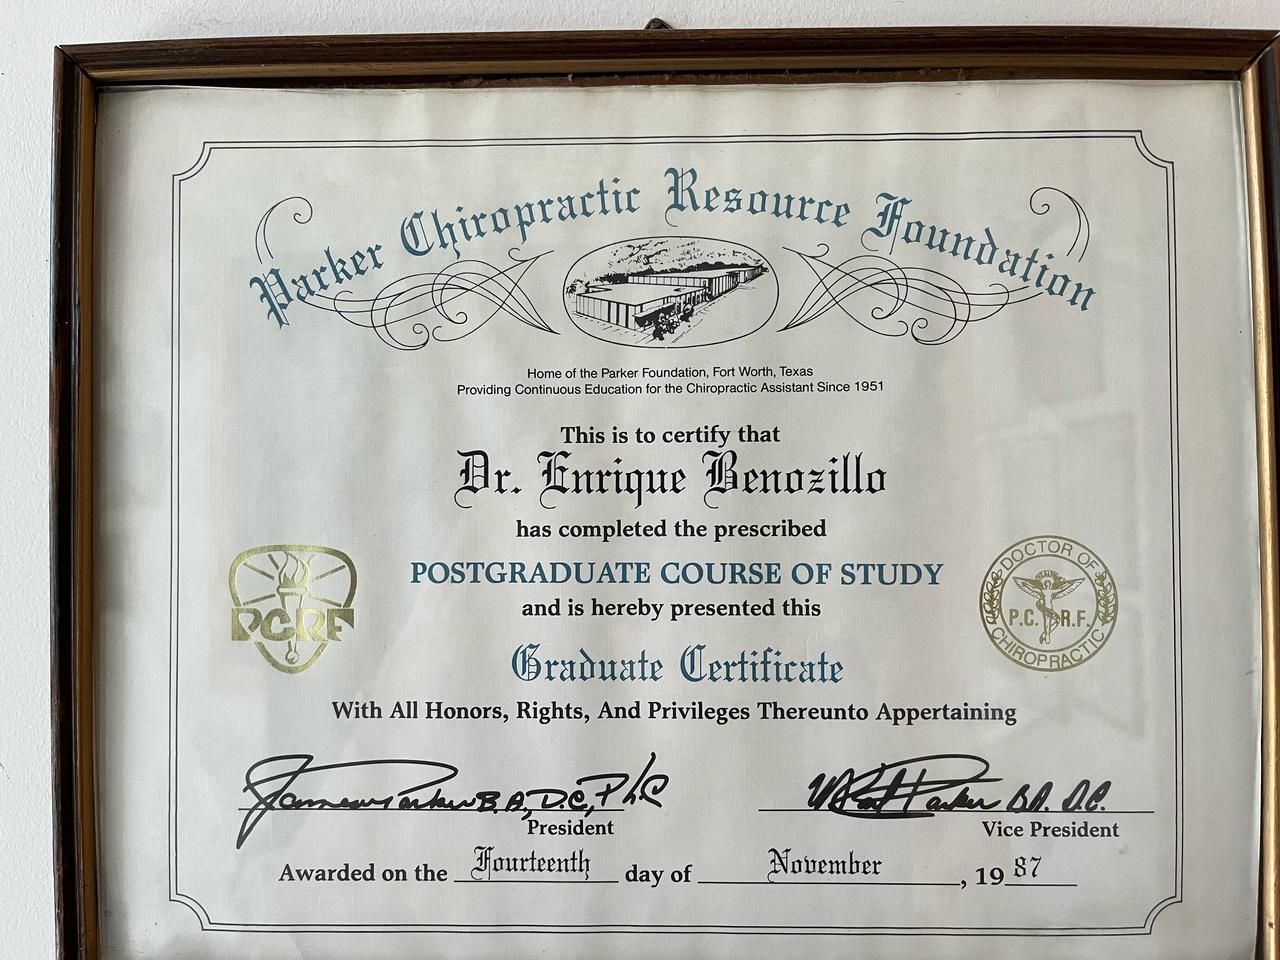 Parker Chiropractic Resource Foundation
Home of the Parker Foundation, Fort Worth, Texas
Providing Continuous Education for the Chiropractic Assistant Since 1951
This is to certify that
Dr. Enrique Benozillo
has completed the prescribed
POSTGRADUATE COURSE OF STUDY
and is hereby presented this
Graduate Certificate
With All Honors, Rights, And Privileges Thereunto Appertaining
PCRF
DOCTOR OF
P.C. R.F.
CHIROPRACTIC
Parker B.A., D.C., Ph C
President
Parker B.A. D.C.
Vice President
Awarded on the Fourteenth day of November, 1987